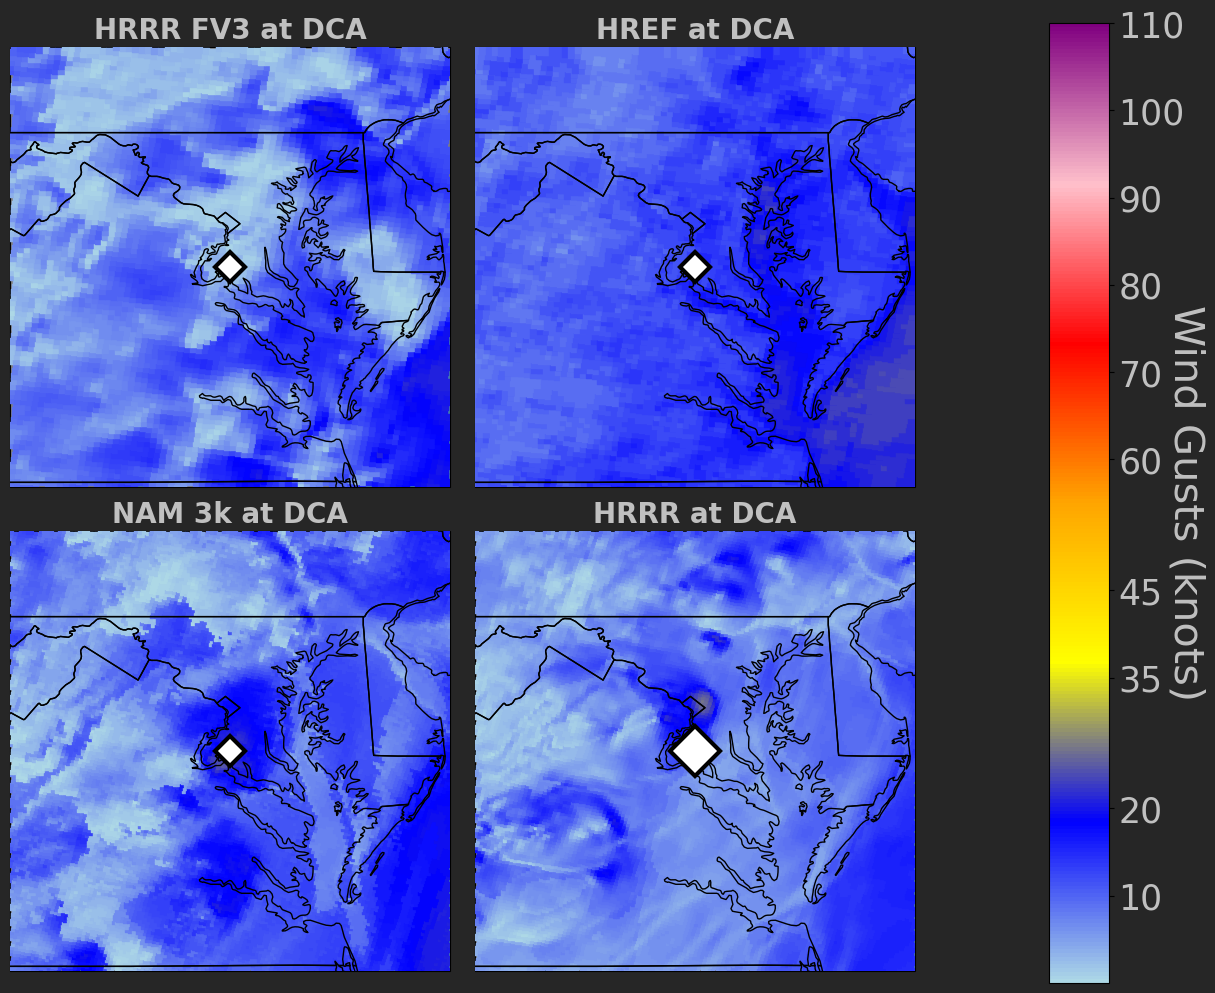 HRRR FV3 at DCA
HREF at DCA
NAM 3k at DCA
HRRR at DCA
110
100
90
80
70
60
45
35
20
10
Wind Gusts (knots)